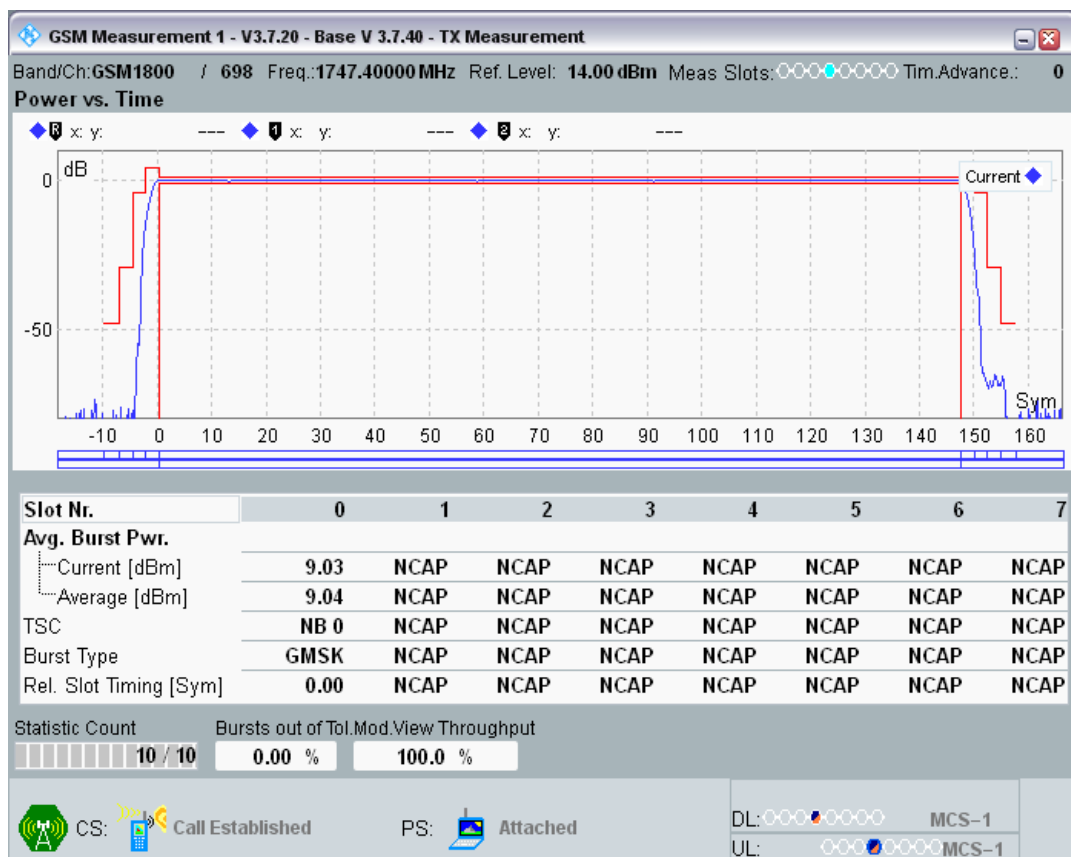 GSM Measurement 1 - V3.7.20 - Base V 3.7.40 - TX Measurement
Band/Ch:GSM1800 / 698 Freq.:1747.40000 MHz Ref. Level: 14.00 dBm Meas Slots: Tim.Advance.: 0
Power vs. Time
R x: y: --- 1 x: y: --- 2 x: y: ---
dB
Current
0
-50
Sym
-10 0 10 20 30 40 50 60 70 80 90 100 110 120 130 140 150 160
Slot Nr. 0 1 2 3 4 5 6 7
Avg. Burst Pwr.
Current [dBm] 9.03 NCAP NCAP NCAP NCAP NCAP NCAP NCAP
Average [dBm] 9.04 NCAP NCAP NCAP NCAP NCAP NCAP NCAP
TSC NB 0 NCAP NCAP NCAP NCAP NCAP NCAP NCAP
Burst Type GMSK NCAP NCAP NCAP NCAP NCAP NCAP NCAP
Rel. Slot Timing [Sym] 0.00 NCAP NCAP NCAP NCAP NCAP NCAP NCAP
Statistic Count Bursts out of Tol.Mod.View Throughput
10 / 10 0.00 % 100.0 %
CS: Call Established PS: Attached DL: MCS-1
UL: MCS-1